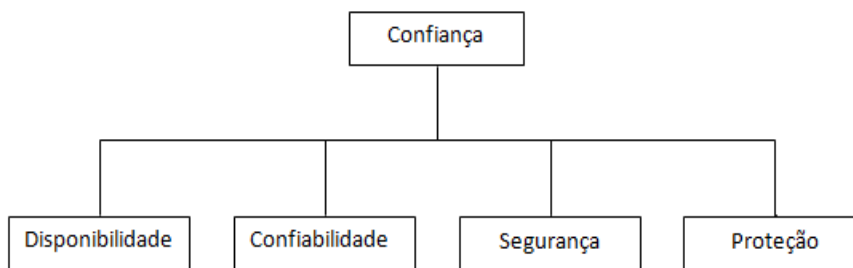 Confiança
Disponibilidade
Confiabilidade
Segurança
Proteção